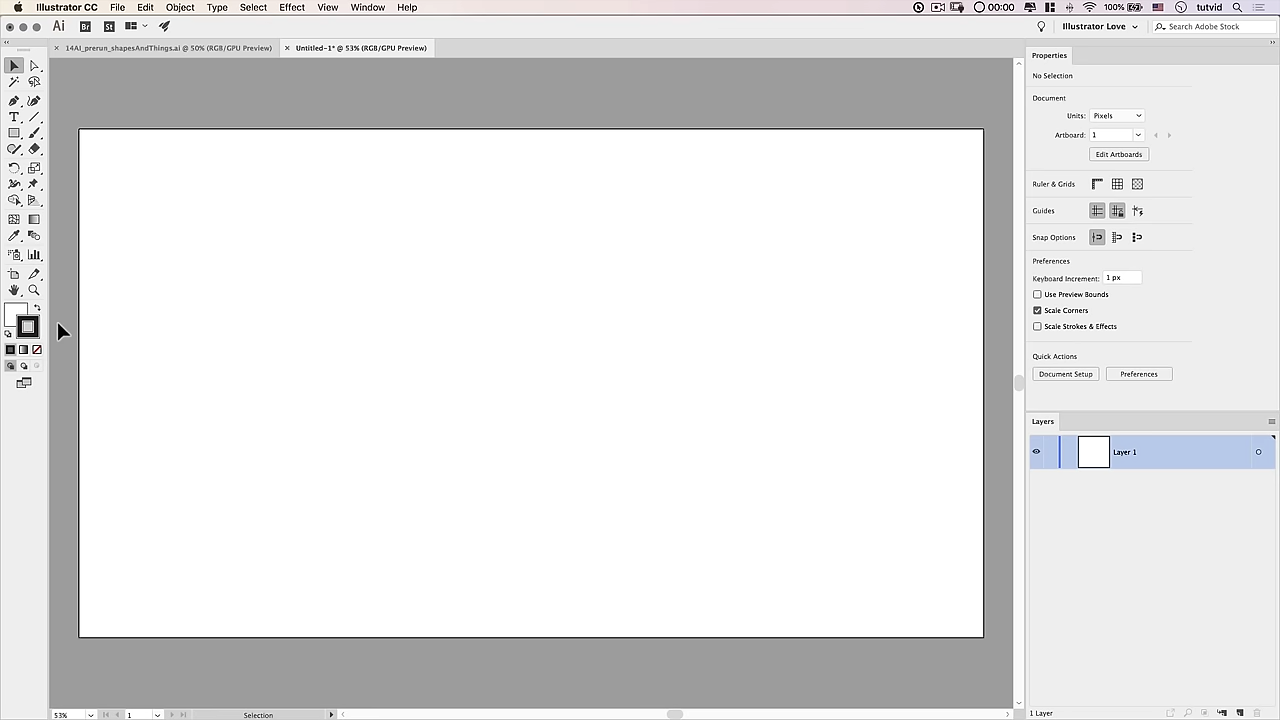 Illustrator CC File Edit Object Type Select Effect View Window Help 00:00 100% tutvid
Ai Br St Illustrator Love Search Adobe Stock
14AI_prerun_shapesAndThings.ai @ 50% (RGB/GPU Preview) Untitled-1* @ 53% (RGB/GPU Preview)
Properties
No Selection
Document
Units: Pixels
Artboard: 1
Edit Artboards
Ruler & Grids
Guides
Snap Options
Preferences
Keyboard Increment: 1 px
Use Preview Bounds
Scale Corners
Scale Strokes & Effects
Quick Actions
Document Setup Preferences
Layers
Layer 1
1 Layer
53% 1 Selection